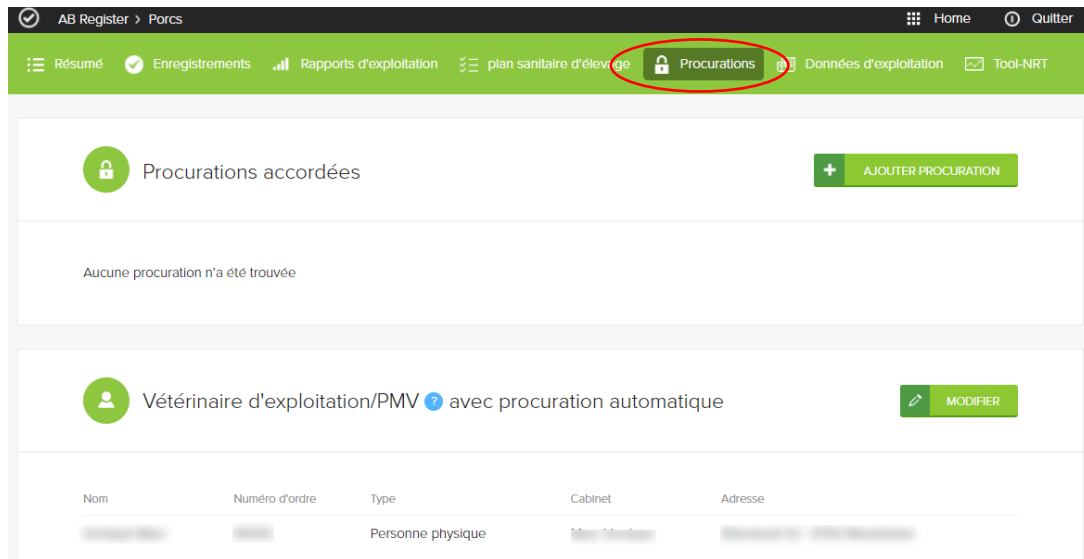 AB Register > Porcs Home Quitter
Résumé Enregistrements Rapports d'exploitation plan sanitaire d'élevage Procurations Données d'exploitation Tool-NRT
Procurations accordées + AJOUTER PROCURATION
Aucune procuration n'a été trouvée
Vétérinaire d'exploitation/PMV ? avec procuration automatique MODIFIER
Nom Numéro d'ordre Type Cabinet Adresse
Personne physique